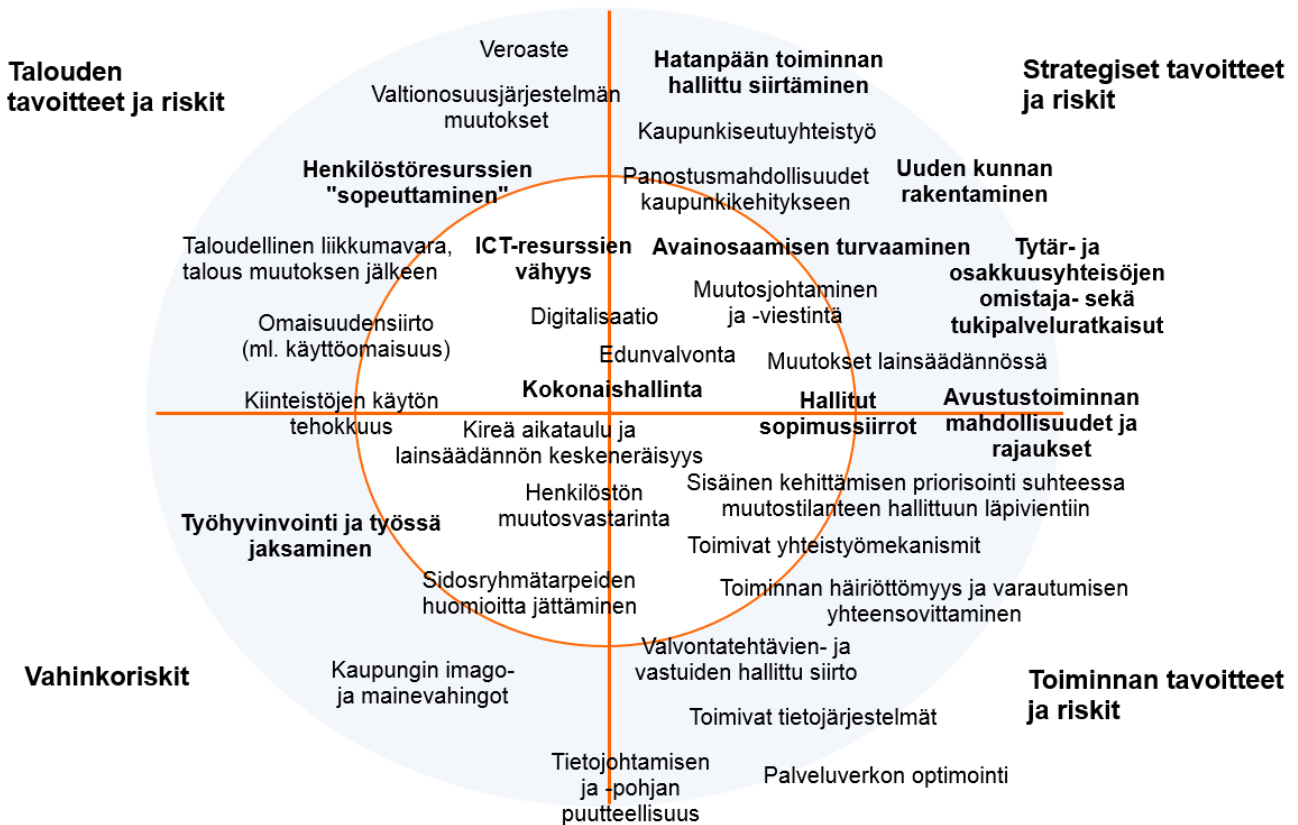 Talouden
tavoitteet ja riskit
Veroaste
Valtionosuusjärjestelmän
muutokset
Henkilöstöresurssien
"sopeuttaminen"
Taloudellinen liikkumavara,
talous muutoksen jälkeen
ICT-resurssien
vähyys
Digitalisaatio
Omaisuudensiirto
(ml. käyttöomaisuus)
Edunvalvonta
Kokonaishallinta
Kiinteistöjen käytön
tehokkuus
Strategiset tavoitteet
ja riskit
Hatanpään toiminnan
hallittu siirtäminen
Kaupunkiseutuyhteistyö
Panostusmahdollisuudet
kaupunkikehitykseen
Uuden kunnan
rakentaminen
Avainosaamisen turvaaminen
Tytär- ja
osakkuusyhteisöjen
omistaja- sekä
tukipalveluratkaisut
Muutosjohtaminen
ja -viestintä
Muutokset lainsäädännössä
Hallitut
sopimussiirrot
Avustustoiminnan
mahdollisuudet ja
rajaukset
Kireä aikataulu ja
lainsäädännön keskeneräisyys
Henkilöstön
muutosvastarinta
Työhyvinvointi ja työssä
jaksaminen
Sidosryhmätarpeiden
huomioitta jättäminen
Vahinkoriskit
Kaupungin imago-
ja mainevahingot
Tietojohtamisen
ja -pohjan
puutteellisuus
Sisäinen kehittämisen priorisointi suhteessa
muutostilanteen hallittuun läpivientiin
Toimivat yhteistyömekanismit
Toiminnan häiriöttömyys ja varautumisen
yhteensovittaminen
Valvontatehtävien- ja
vastuiden hallittu siirto
Toiminnan tavoitteet
ja riskit
Toimivat tietojärjestelmät
Palveluverkon optimointi